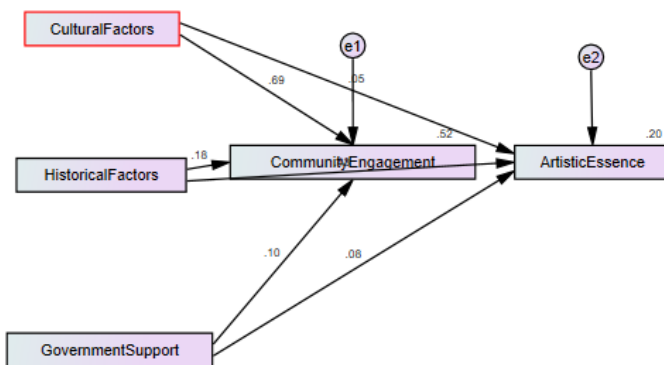 CulturalFactors
e1
e2
.69
.05
.52
.20
.18
CommunityEngagement
ArtisticEssence
HistoricalFactors
.10
.08
GovernmentSupport